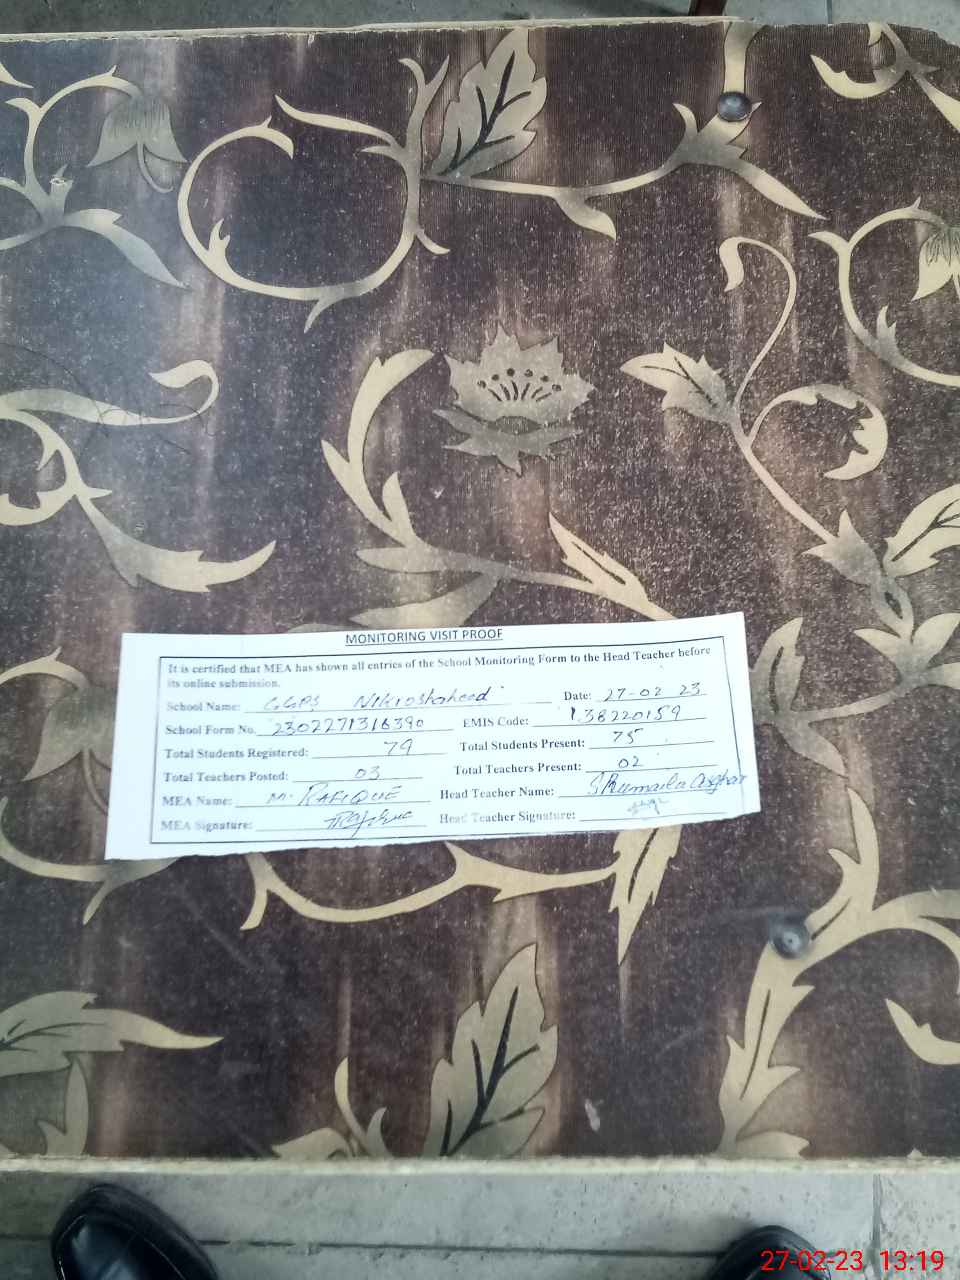 MONITORING VISIT PROOF
It is certified that MEA has shown all entries of the School Monitoring Form to the Head Teacher before
its online submission.
School Name: GGPS Nikroshaheed Date: 27-02 23
School Form No. 2302271316390 EMIS Code: 138220159
Total Students Registered: 79 Total Students Present: 75
Total Teachers Posted: 03 Total Teachers Present: 02
MEA Name: M. RAFIQUE Head Teacher Name: Shumaila Asghar
MEA Signature: Head Teacher Signature:
27-02-23 13:19